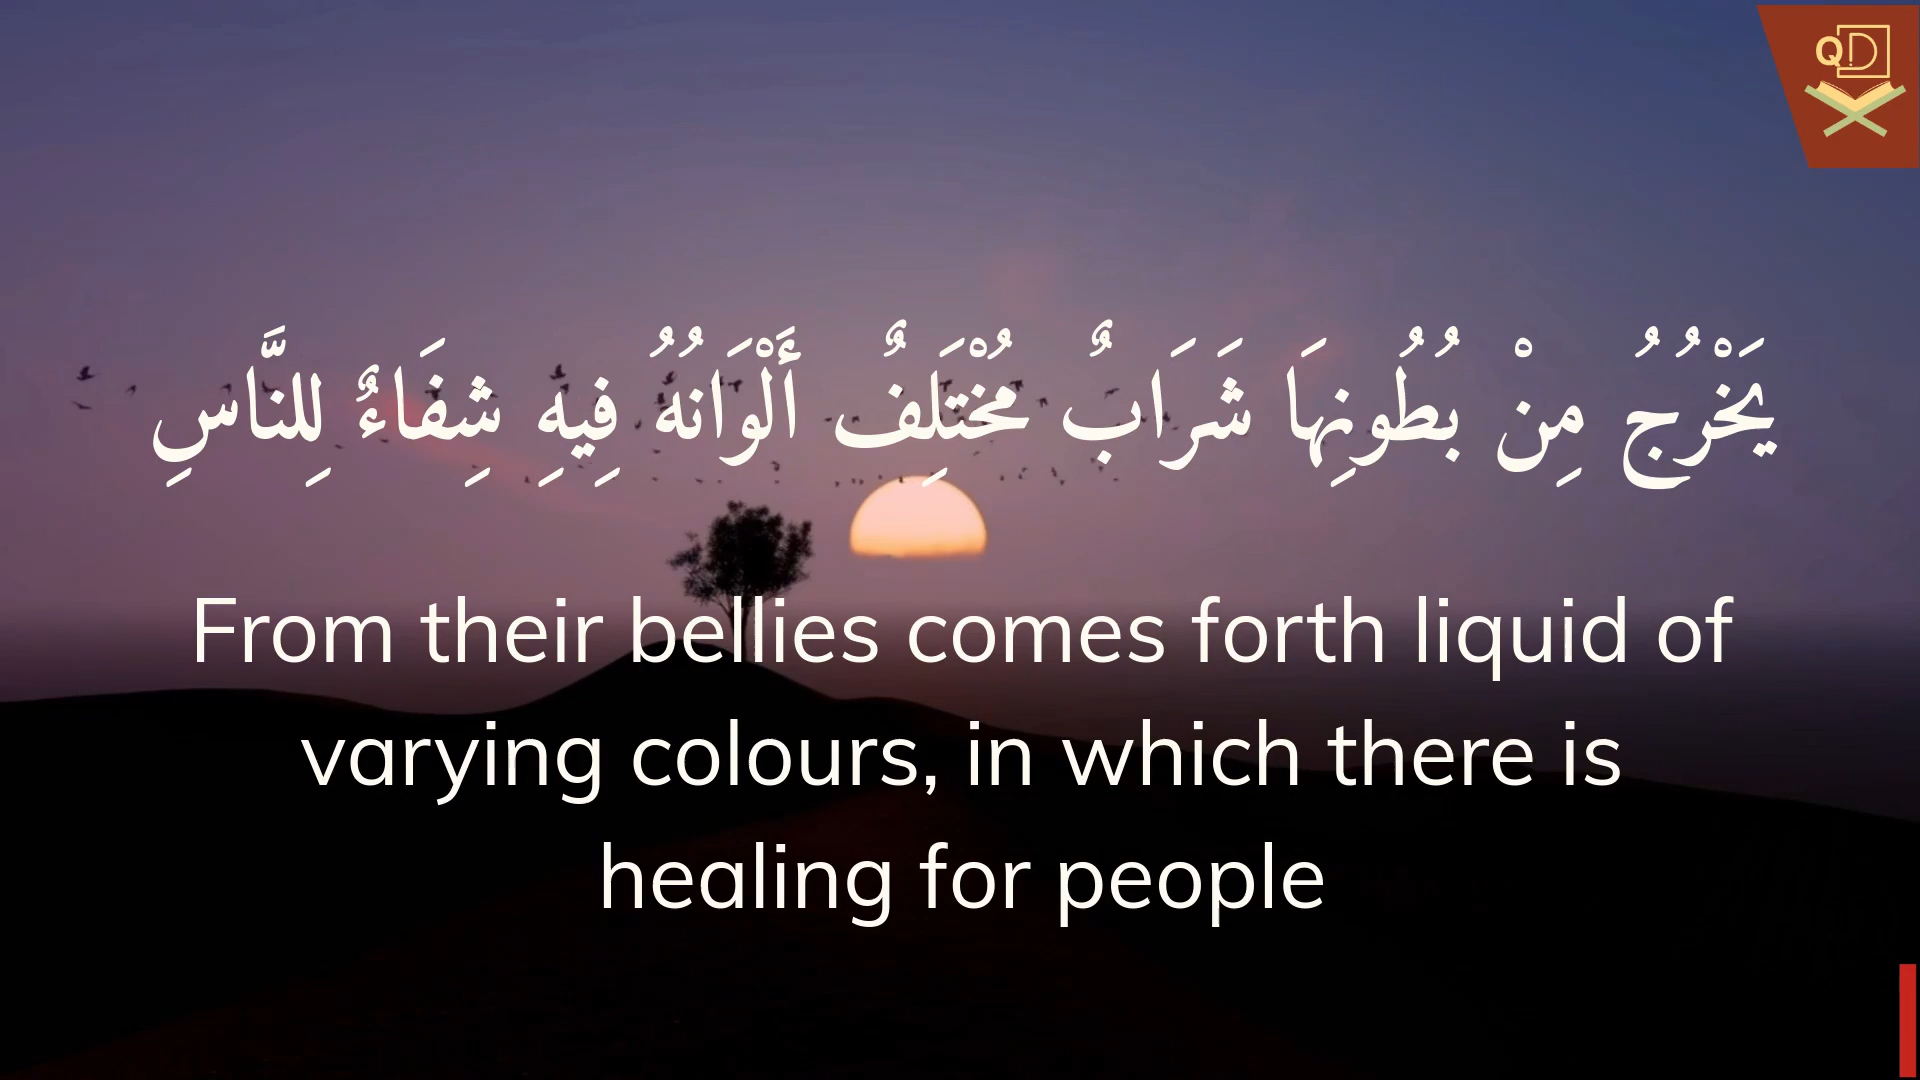 QD
يَخْرُجُ مِنْ بُطُونِهَا شَرَابٌ مُخْتَلِفٌ أَلْوَانُهُ فِيهِ شِفَاءٌ لِلنَّاسِ
From their bellies comes forth liquid of
varying colours, in which there is
healing for people